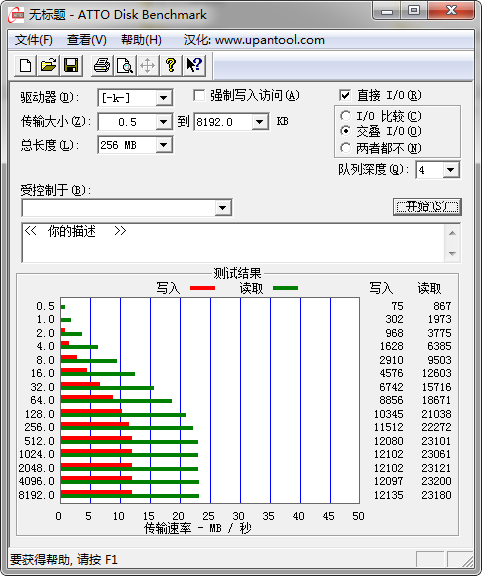 无标题 - ATTO Disk Benchmark
文件(F) 查看(V) 帮助(H) 汉化: www.upantool.com
驱动器(D): [-k-] 强制写入访问(A) 直接 I/O(R)
传输大小(Z): 0.5 到 8192.0 KB I/O 比较(C)
交叠 I/O(O)
总长度(L): 256 MB 两者都不(N)
队列深度(Q): 4
受控制于(B):
开始(S)
<< 你的描述 >>
测试结果
写入 读取 写入 读取
0.5 75 867
1.0 302 1973
2.0 968 3775
4.0 1628 6385
8.0 2910 9503
16.0 4576 12603
32.0 6742 15716
64.0 8856 18671
128.0 10345 21038
256.0 11512 22272
512.0 12080 23101
1024.0 12102 23061
2048.0 12102 23121
4096.0 12097 23200
8192.0 12135 23180
0 5 10 15 20 25 30 35 40 45 50
传输速率 - MB / 秒
要获得帮助, 请按 F1